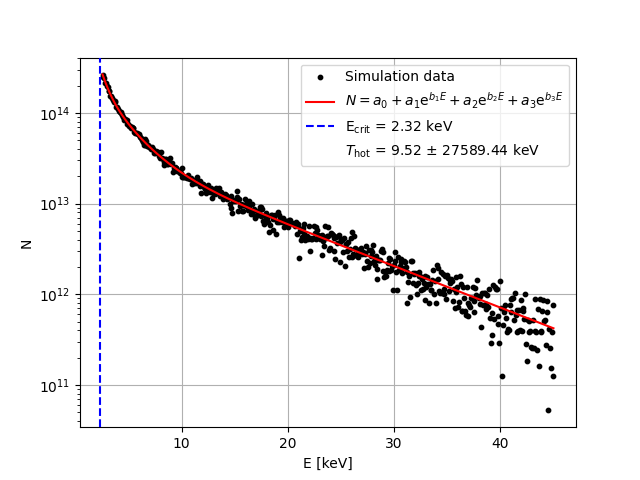 Simulation data
N = a₀ + a₁e^{b₁E} + a₂e^{b₂E} + a₃e^{b₃E}
E_crit = 2.32 keV
T_hot = 9.52 ± 27589.44 keV
N
10¹⁴
10¹³
10¹²
10¹¹
10 20 30 40
E [keV]